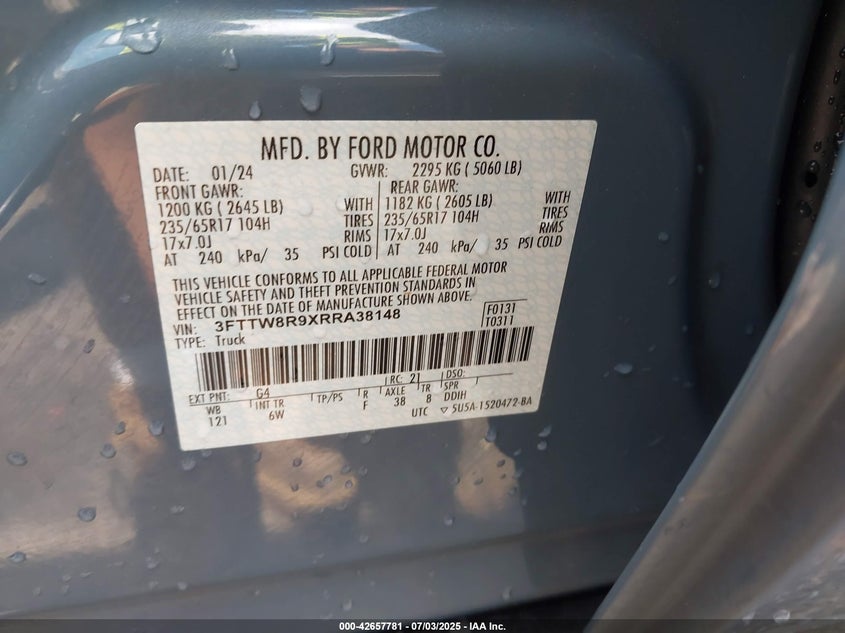 MFD. BY FORD MOTOR CO.
DATE: 01/24 GVWR: 2295 KG ( 5060 LB)
FRONT GAWR: REAR GAWR:
1200 KG ( 2645 LB) WITH 1182 KG ( 2605 LB) WITH
235/65R17 104H TIRES 235/65R17 104H TIRES
17x7.0J RIMS 17x7.0J RIMS
AT 240 kPa/ 35 PSI COLD AT 240 kPa/ 35 PSI COLD
THIS VEHICLE CONFORMS TO ALL APPLICABLE FEDERAL MOTOR
VEHICLE SAFETY AND THEFT PREVENTION STANDARDS IN
EFFECT ON THE DATE OF MANUFACTURE SHOWN ABOVE.
VIN: 3FTTW8R9XRRA38148 F0131
TYPE: Truck T0311
EXT PNT: G4 RC: 21 DSO:
WB INT TR TP/PS R AXLE TR SPR
121 6W F 38 8 DDIH
UTC ▽ SU5A-1520472-BA
000-42657781 - 07/03/2025 - IAA Inc.